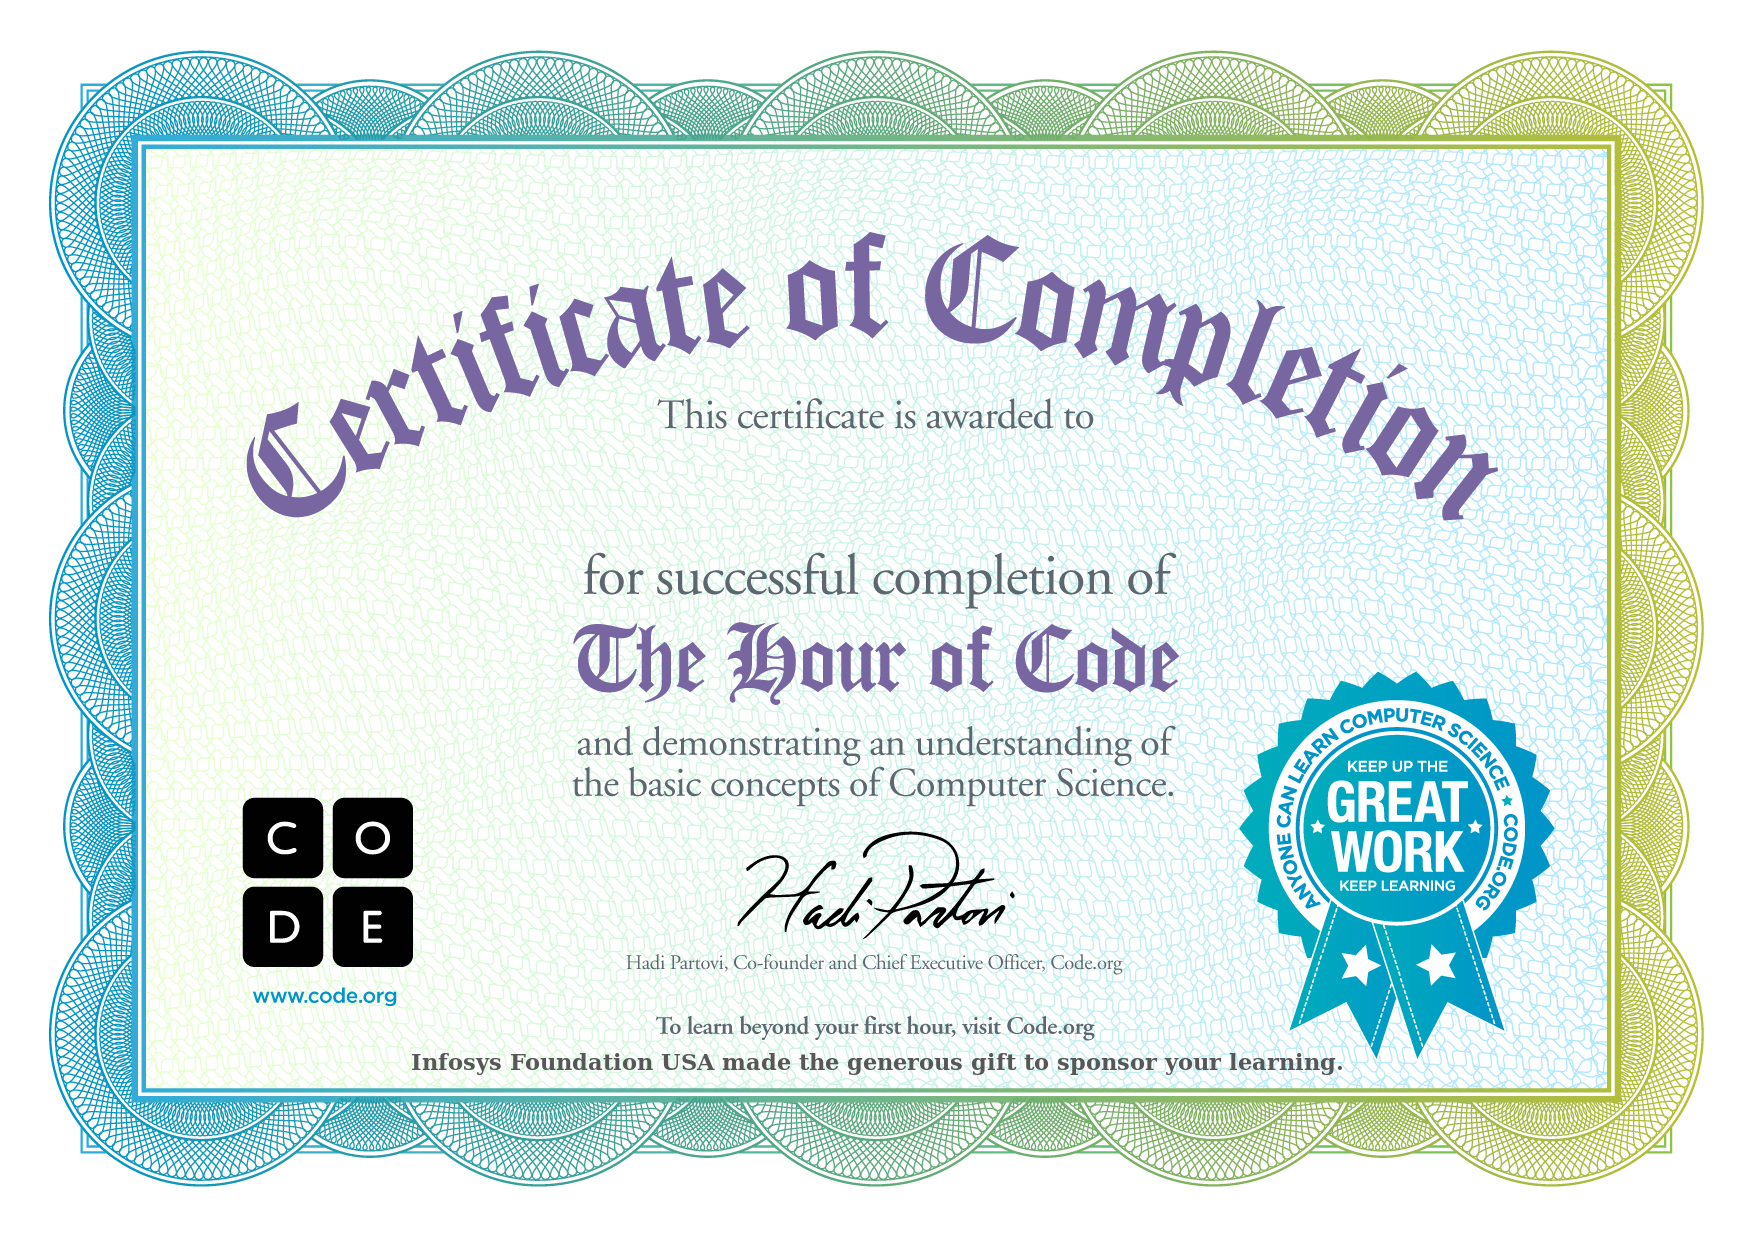 Certificate of Completion
This certificate is awarded to
for successful completion of
The Hour of Code
and demonstrating an understanding of
the basic concepts of Computer Science.
C O
D E
www.code.org
Hadi Partovi
Hadi Partovi, Co-founder and Chief Executive Officer, Code.org
To learn beyond your first hour, visit Code.org
Infosys Foundation USA made the generous gift to sponsor your learning.
ANYONE CAN LEARN COMPUTER SCIENCE ★ CODE.ORG
KEEP UP THE
GREAT
WORK
KEEP LEARNING